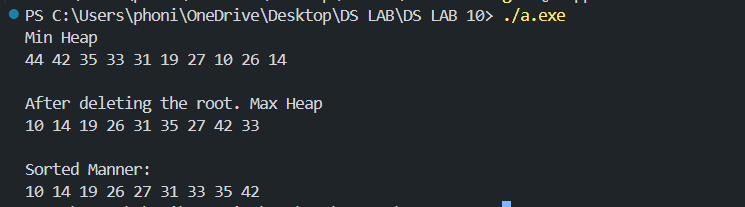 PS C:\Users\phoni\OneDrive\Desktop\DS LAB\DS LAB 10> ./a.exe
Min Heap
44 42 35 33 31 19 27 10 26 14
After deleting the root. Max Heap
10 14 19 26 31 35 27 42 33
Sorted Manner:
10 14 19 26 27 31 33 35 42